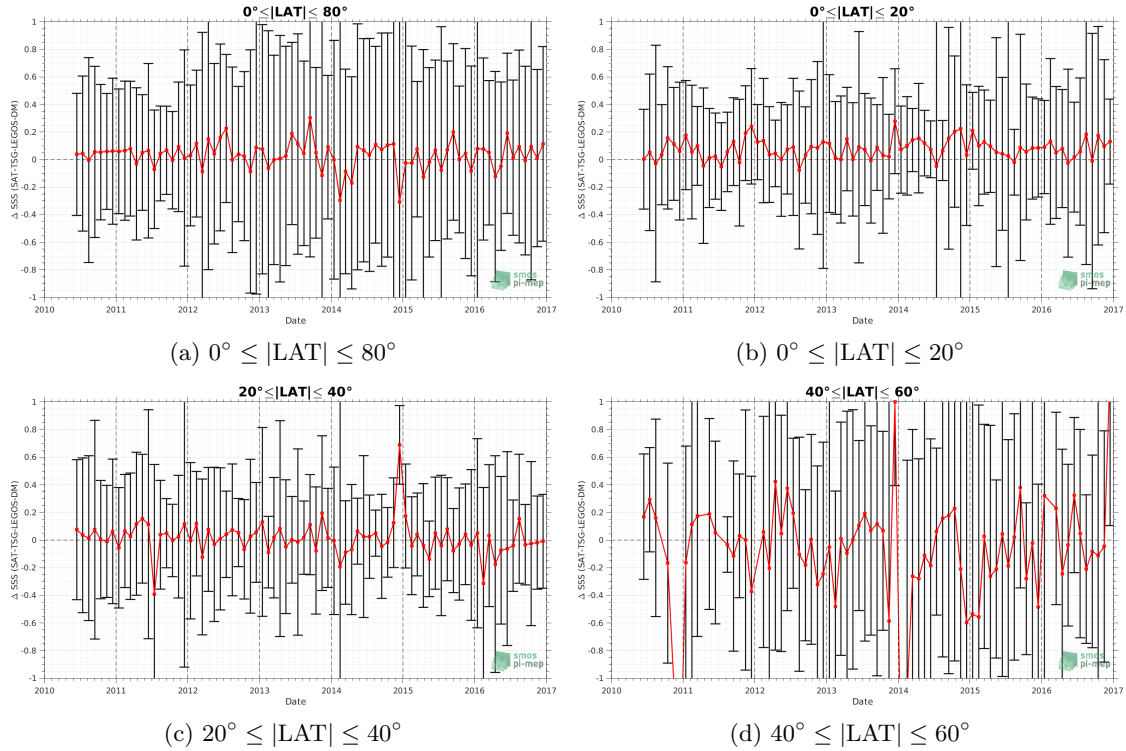 0°≤|LAT|≤ 80°
1
0.8
0.6
0.4
0.2
0
-0.2
-0.4
-0.6
-0.8
-1
Δ SSS (SAT-TSG-LEGOS-DM)
2010 2011 2012 2013 2014 2015 2016 2017
Date
smos
pi-mep
(a) 0° ≤ |LAT| ≤ 80°
0°≤|LAT|≤ 20°
1
0.8
0.6
0.4
0.2
0
-0.2
-0.4
-0.6
-0.8
-1
Δ SSS (SAT-TSG-LEGOS-DM)
2010 2011 2012 2013 2014 2015 2016 2017
Date
smos
pi-mep
(b) 0° ≤ |LAT| ≤ 20°
20°≤|LAT|≤ 40°
1
0.8
0.6
0.4
0.2
0
-0.2
-0.4
-0.6
-0.8
-1
Δ SSS (SAT-TSG-LEGOS-DM)
2010 2011 2012 2013 2014 2015 2016 2017
Date
smos
pi-mep
(c) 20° ≤ |LAT| ≤ 40°
40°≤|LAT|≤ 60°
1
0.8
0.6
0.4
0.2
0
-0.2
-0.4
-0.6
-0.8
-1
Δ SSS (SAT-TSG-LEGOS-DM)
2010 2011 2012 2013 2014 2015 2016 2017
Date
smos
pi-mep
(d) 40° ≤ |LAT| ≤ 60°